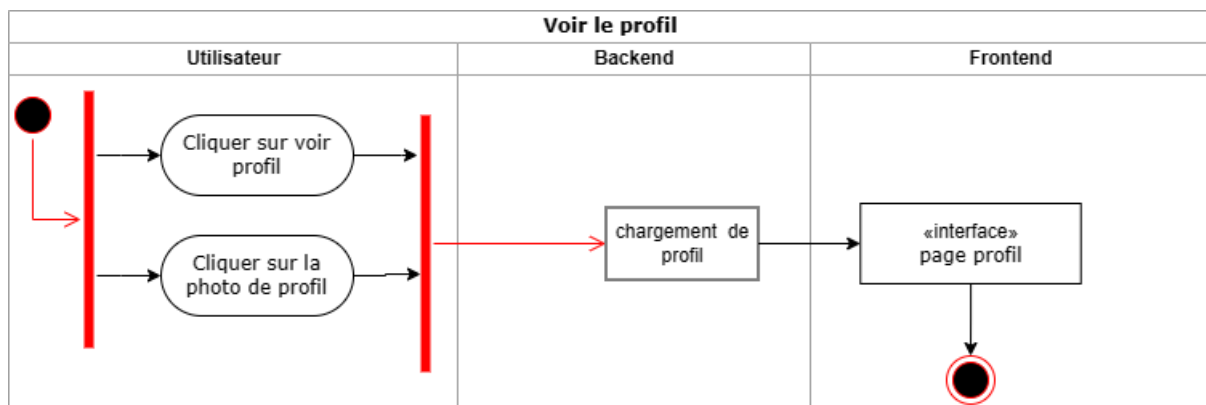 Voir le profil
Utilisateur
Backend
Frontend
Cliquer sur voir
profil
Cliquer sur la
photo de profil
chargement de
profil
«interface»
page profil